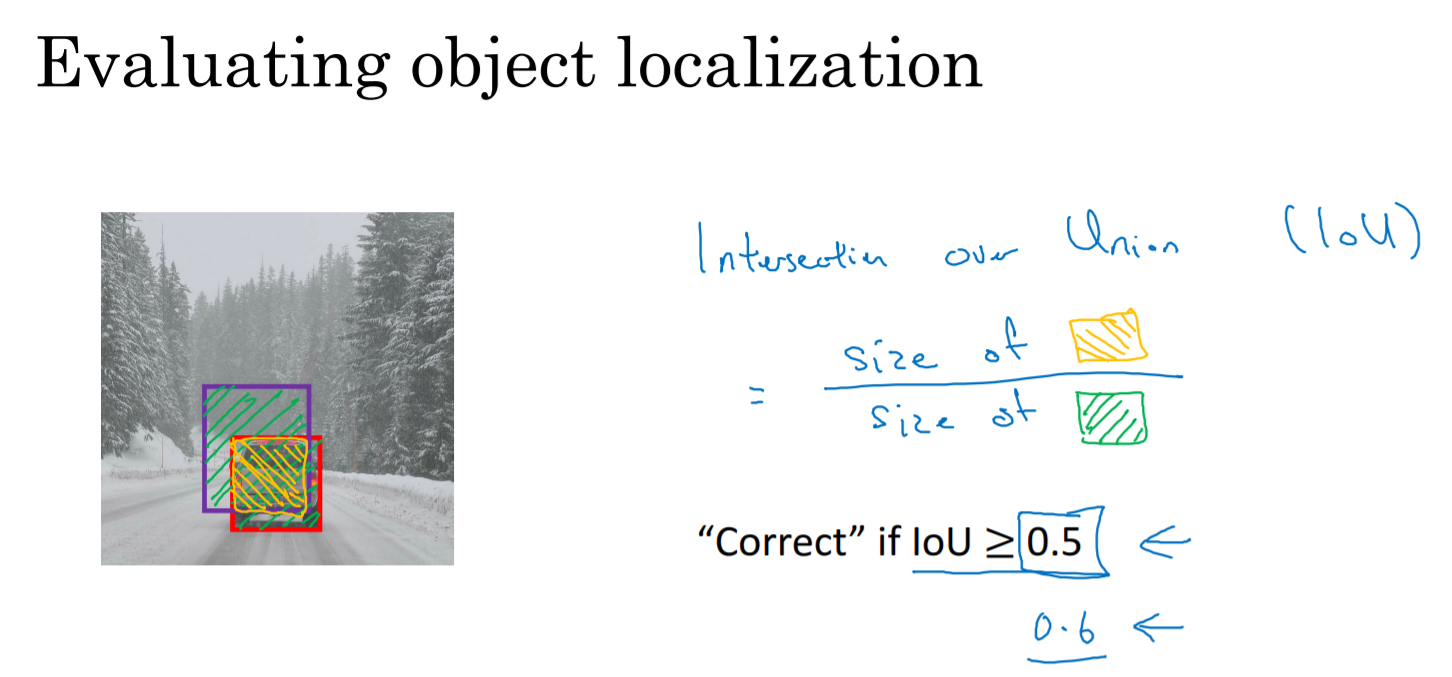 Evaluating object localization
Intersection over Union (IoU)
= size of
size of
“Correct” if IoU ≥ 0.5 ←
0.6 ←